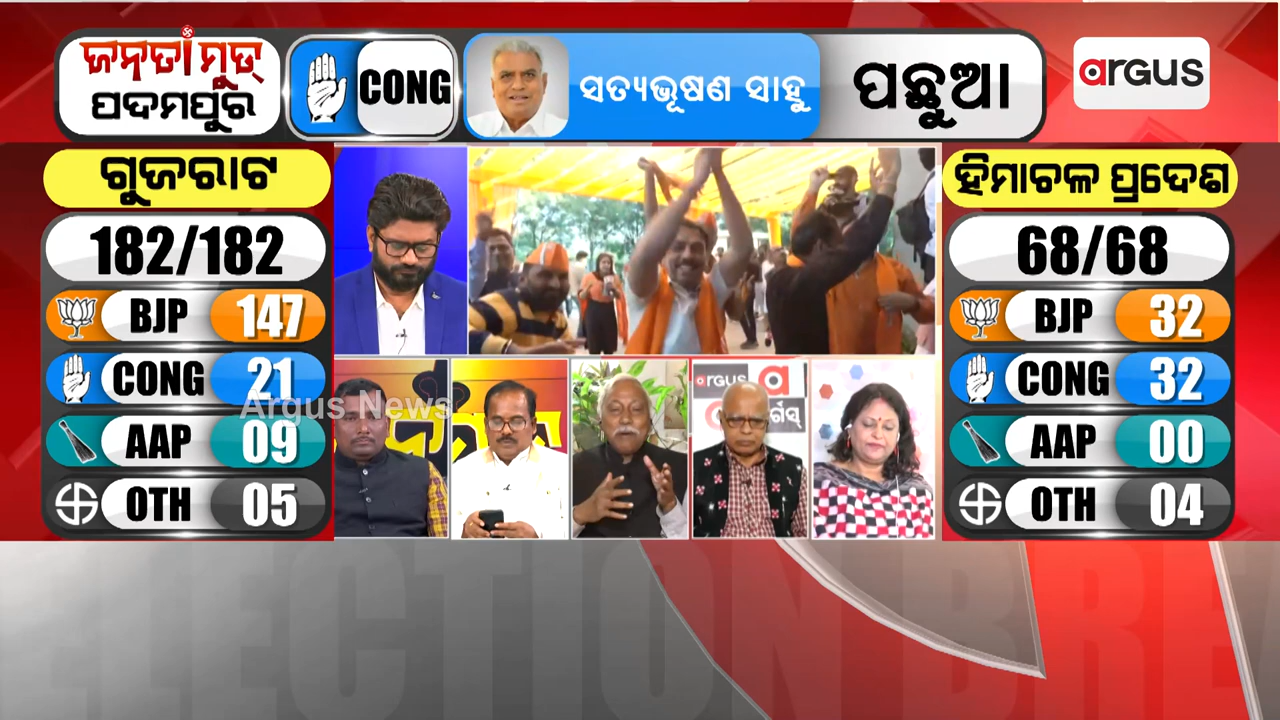 ଜନତା ମୁଡ୍
ପଦମପୁର
CONG
ସତ୍ୟଭୂଷଣ ସାହୁ
ପଛୁଆ
argus
ଗୁଜରାଟ
182/182
BJP 147
CONG 21
AAP 09
OTH 05
ହିମାଚଳ ପ୍ରଦେଶ
68/68
BJP 32
CONG 32
AAP 00
OTH 04
Argus News
argus
ELECTION BREA